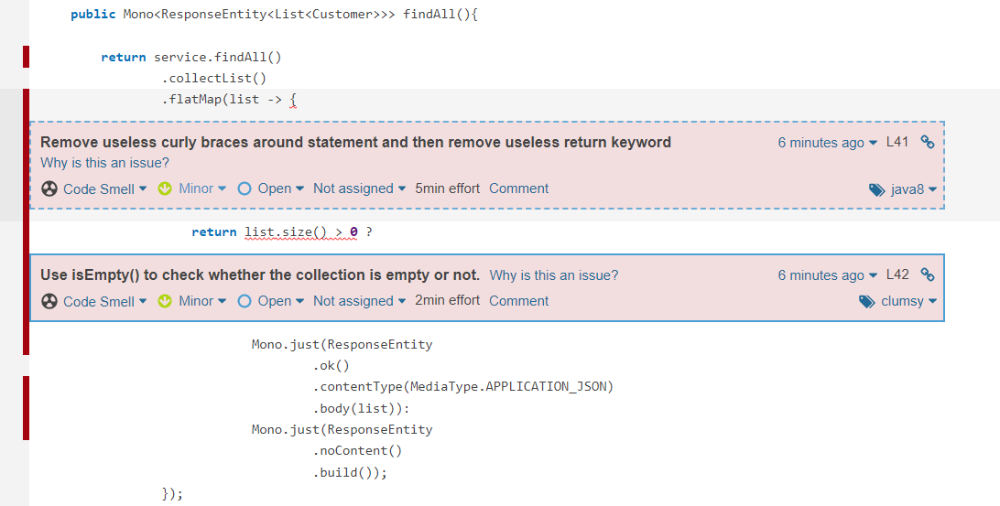 public Mono<ResponseEntity<List<Customer>>> findAll(){
return service.findAll()
.collectList()
.flatMap(list -> {
Remove useless curly braces around statement and then remove useless return keyword 6 minutes ago L41
Why is this an issue?
Code Smell Minor Open Not assigned 5min effort Comment java8
return list.size() > 0 ?
Use isEmpty() to check whether the collection is empty or not. Why is this an issue? 6 minutes ago L42
Code Smell Minor Open Not assigned 2min effort Comment clumsy
Mono.just(ResponseEntity
.ok()
.contentType(MediaType.APPLICATION_JSON)
.body(list)):
Mono.just(ResponseEntity
.noContent()
.build());
});